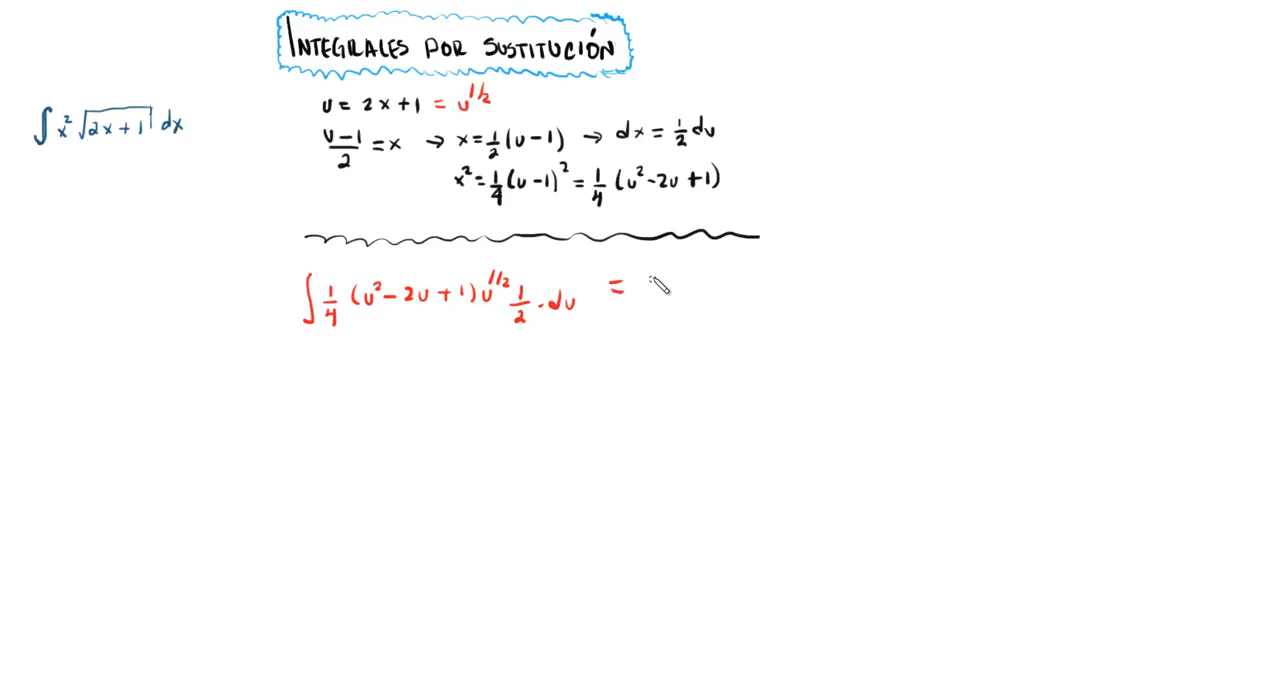 INTEGRALES POR SUSTITUCIÓN
∫ x² √(2x+1) dx
u = 2x+1 = u^1/2
(u-1)/2 = x → x = 1/2 (u-1) → dx = 1/2 du
x² = 1/4 (u-1)² = 1/4 (u²-2u+1)
∫ 1/4 (u²-2u+1) u^1/2 1/2 · du =